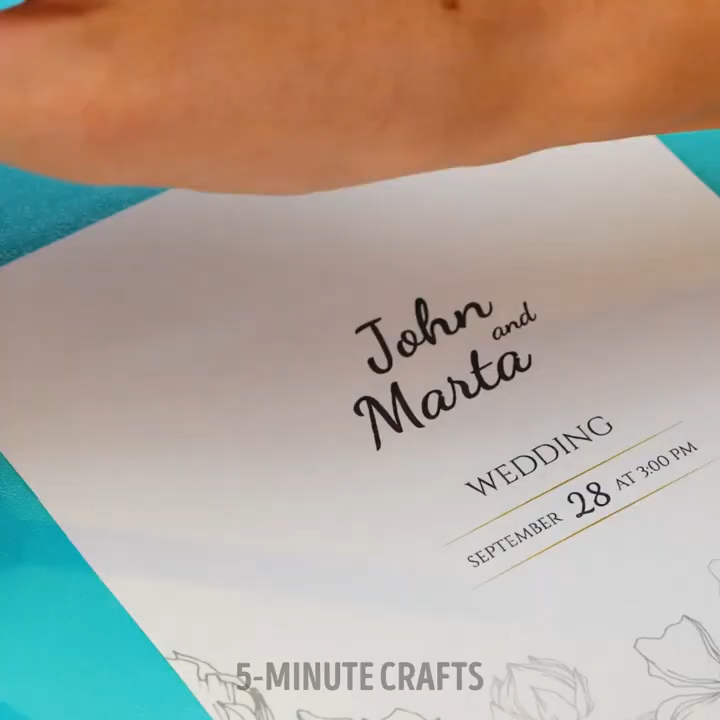 John and
Marta
WEDDING
SEPTEMBER 28 AT 3:00 PM
5-MINUTE CRAFTS